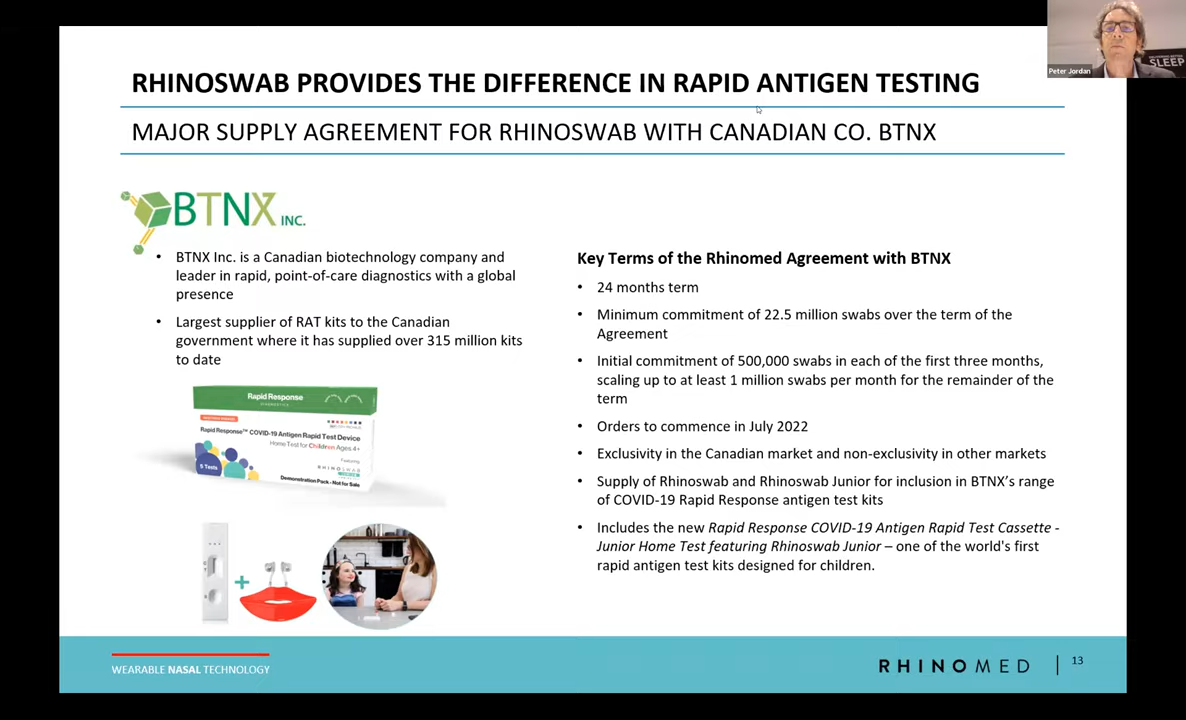 RHINOSWAB PROVIDES THE DIFFERENCE IN RAPID ANTIGEN TESTING
MAJOR SUPPLY AGREEMENT FOR RHINOSWAB WITH CANADIAN CO. BTNX
Peter Jordan
SLEEP
BTNX INC.
• BTNX Inc. is a Canadian biotechnology company and
leader in rapid, point-of-care diagnostics with a global
presence
• Largest supplier of RAT kits to the Canadian
government where it has supplied over 315 million kits
to date
Rapid Response
DIAGNOSTICS
Rapid Response™ COVID-19 Antigen Rapid Test Device
Home Test for Children Ages 4+
Featuring
5 Tests
Demonstration Pack - Not for Sale
+
Key Terms of the Rhinomed Agreement with BTNX
• 24 months term
• Minimum commitment of 22.5 million swabs over the term of the
Agreement
• Initial commitment of 500,000 swabs in each of the first three months,
scaling up to at least 1 million swabs per month for the remainder of the
term
• Orders to commence in July 2022
• Exclusivity in the Canadian market and non-exclusivity in other markets
• Supply of Rhinoswab and Rhinoswab Junior for inclusion in BTNX's range
of COVID-19 Rapid Response antigen test kits
• Includes the new Rapid Response COVID-19 Antigen Rapid Test Cassette -
Junior Home Test featuring Rhinoswab Junior – one of the world's first
rapid antigen test kits designed for children.
WEARABLE NASAL TECHNOLOGY
RHINOMED
13